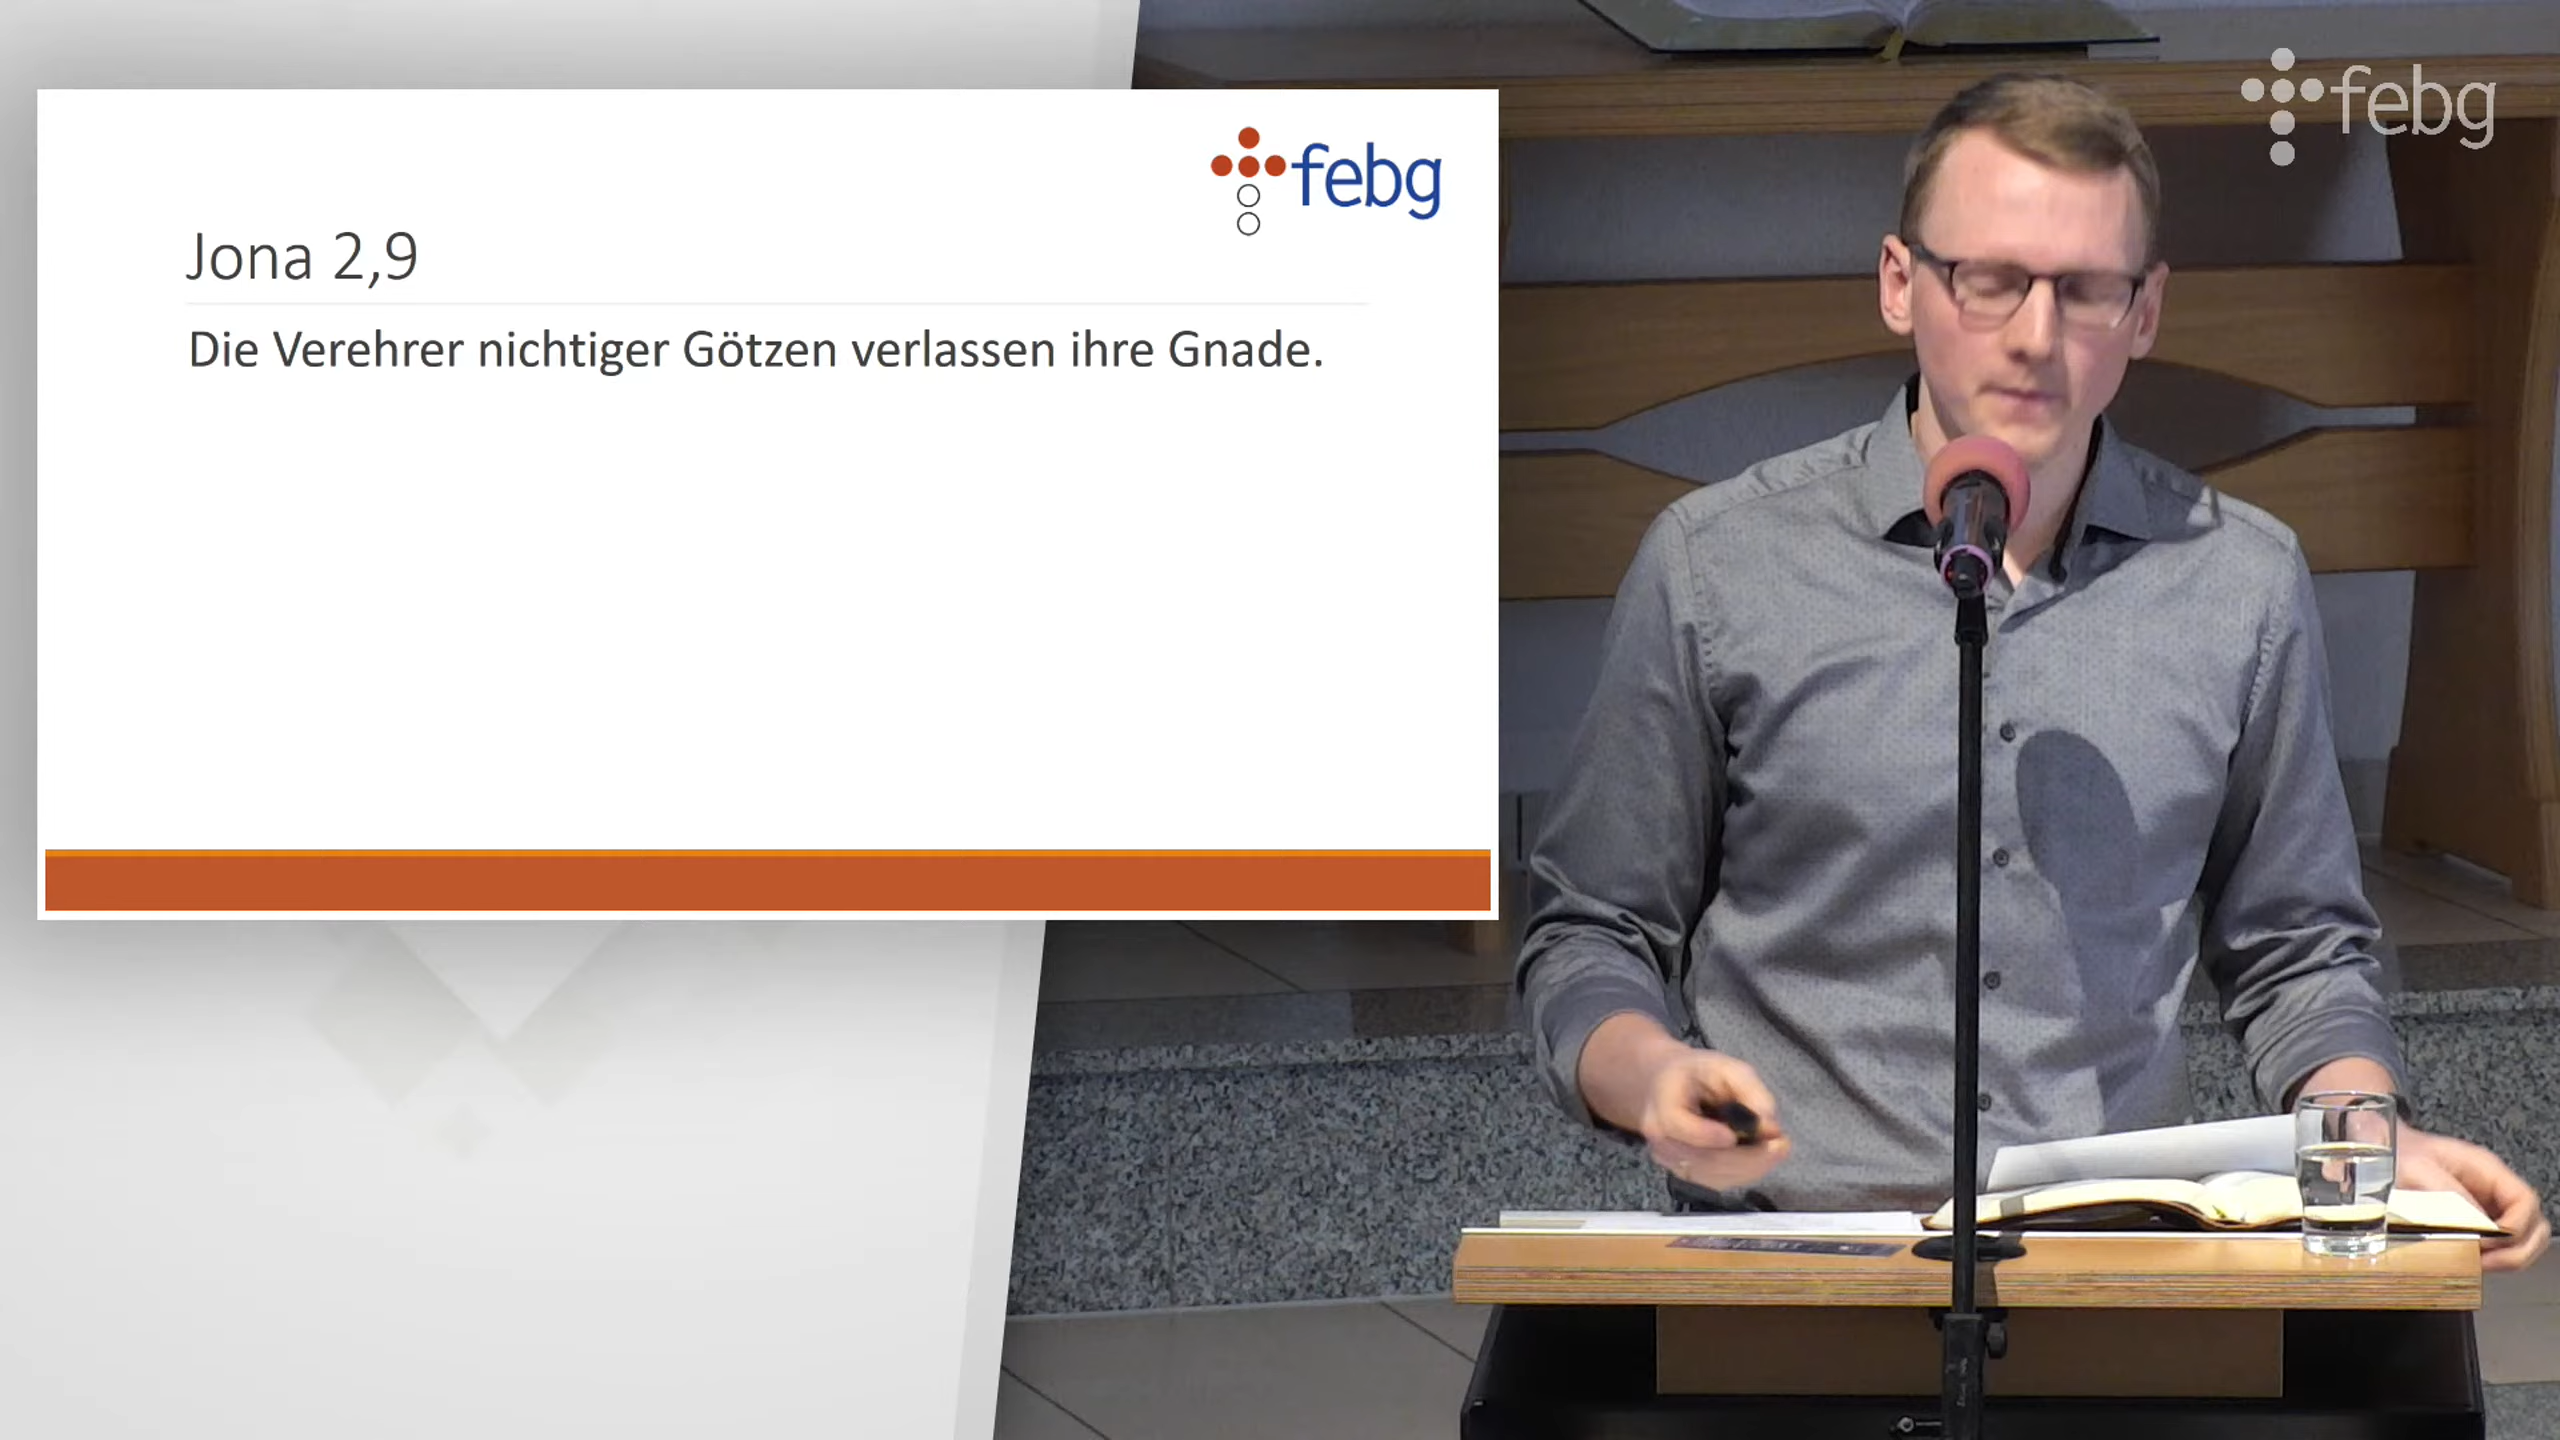 febg
Jona 2,9
Die Verehrer nichtiger Götzen verlassen ihre Gnade.
febg